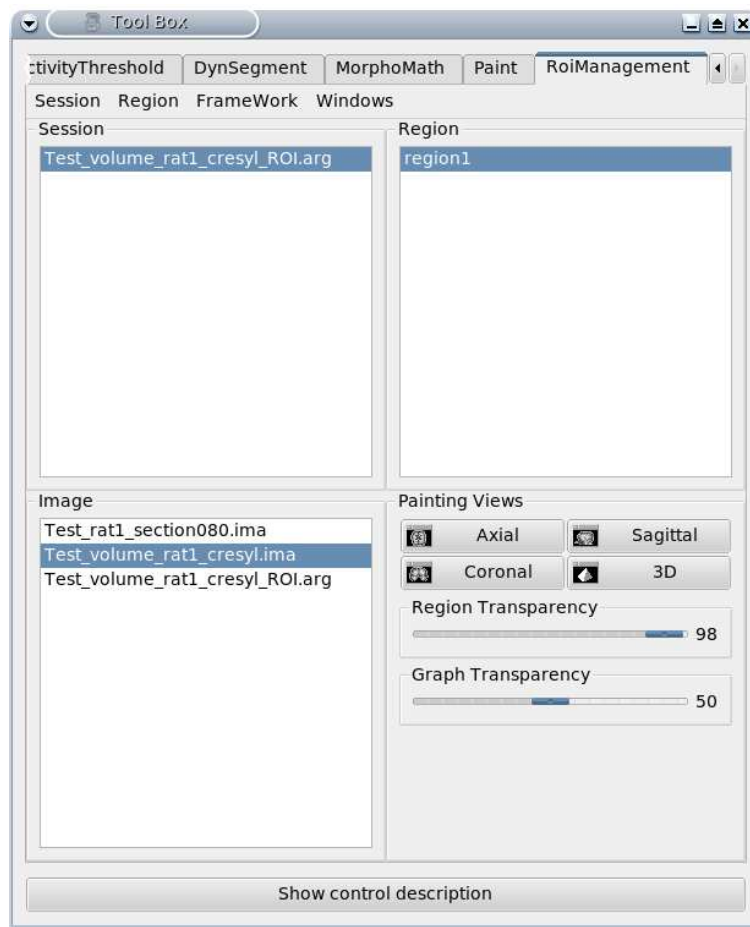 Tool Box
ctivityThreshold DynSegment MorphoMath Paint RoiManagement
Session Region FrameWork Windows
Session
Test_volume_rat1_cresyl_ROI.arg
Region
region1
Image
Test_rat1_section080.ima
Test_volume_rat1_cresyl.ima
Test_volume_rat1_cresyl_ROI.arg
Painting Views
Axial Sagittal
Coronal 3D
Region Transparency
98
Graph Transparency
50
Show control description